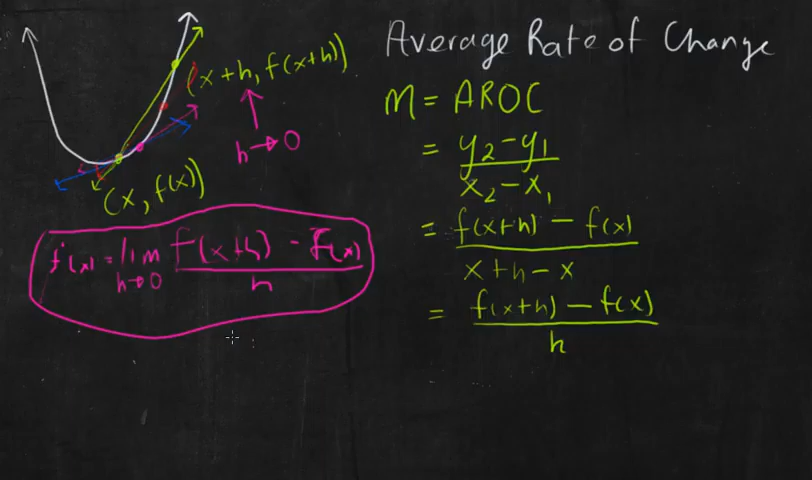 Average Rate of Change
(x+h, f(x+h))
h→0
(x, f(x))
f'(x) = lim h→0 f(x+h) - f(x) / h
m = AROC
= y₂-y₁ / x₂-x₁
= f(x+h) - f(x) / x+h-x
= f(x+h) - f(x) / h